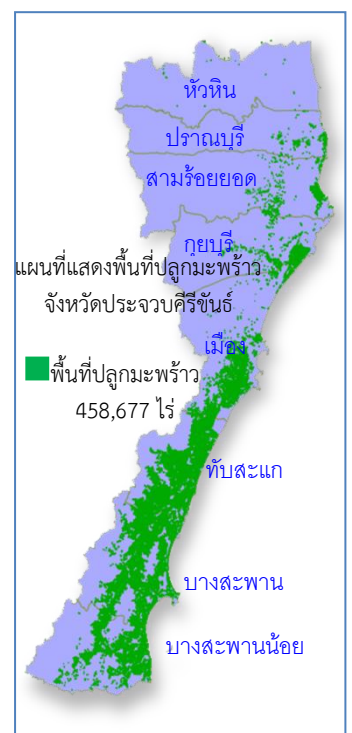 หัวหิน
ปราณบุรี
สามร้อยยอด
กุยบุรี
แผนที่แสดงพื้นที่ปลูกมะพร้าว
จังหวัดประจวบคีรีขันธ์
เมือง
พื้นที่ปลูกมะพร้าว
458,677 ไร่
ทับสะแก
บางสะพาน
บางสะพานน้อย